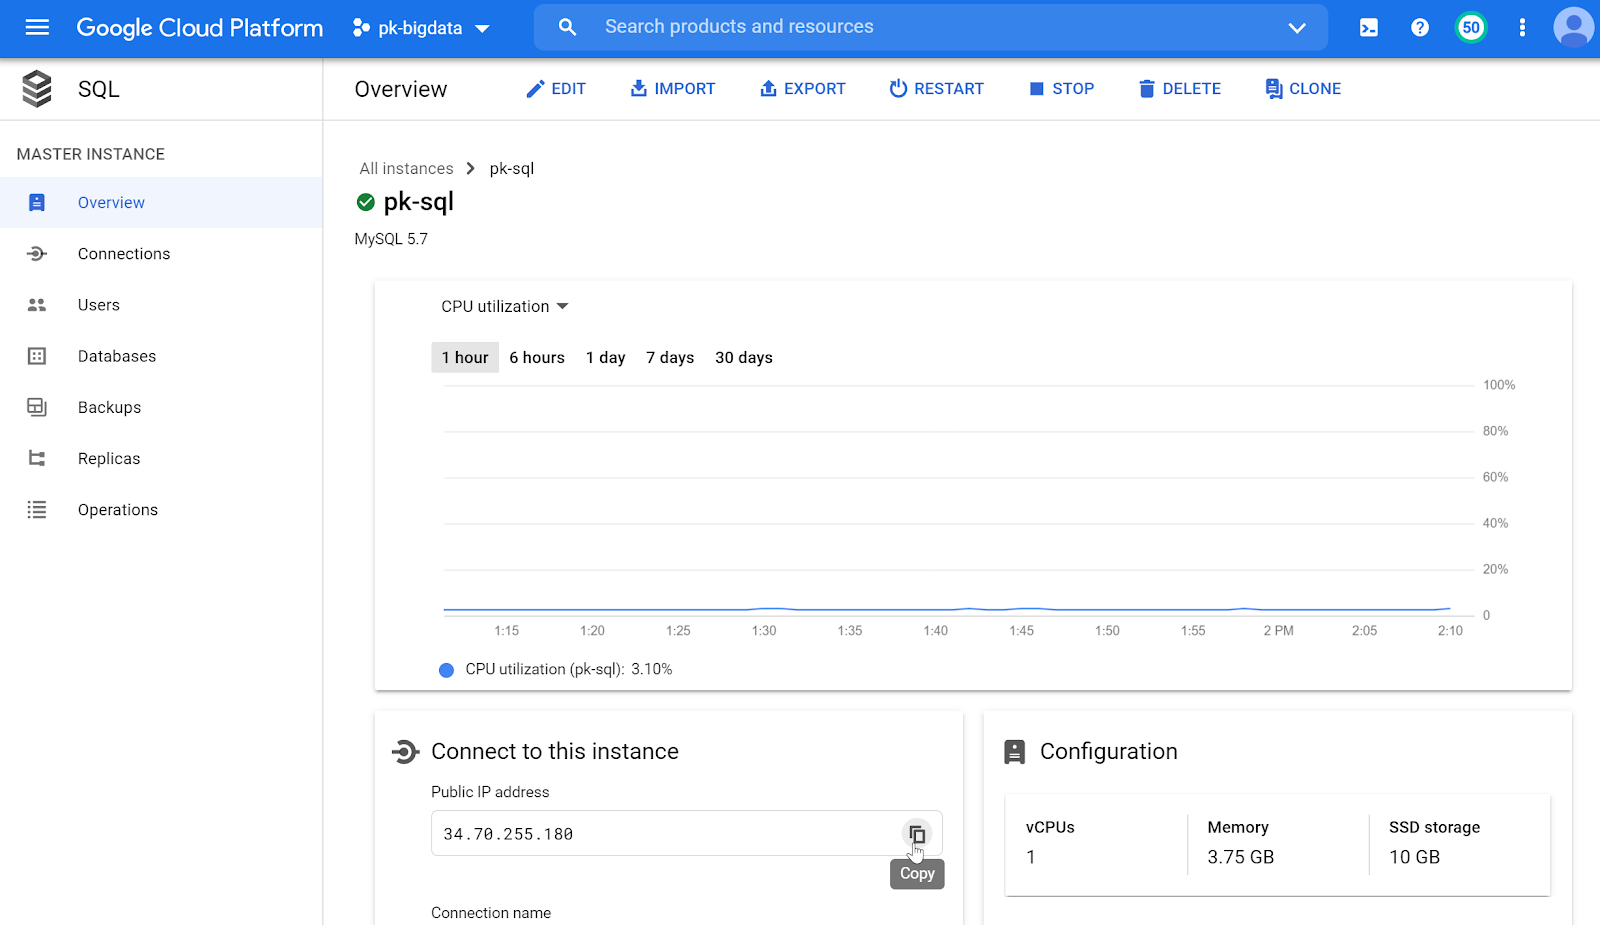 Google Cloud Platform
pk-bigdata
Search products and resources
50
SQL
Overview
EDIT
IMPORT
EXPORT
RESTART
STOP
DELETE
CLONE
MASTER INSTANCE
Overview
Connections
Users
Databases
Backups
Replicas
Operations
All instances
pk-sql
pk-sql
MySQL 5.7
CPU utilization
1 hour 6 hours 1 day 7 days 30 days
100%
80%
60%
40%
20%
0
1:15 1:20 1:25 1:30 1:35 1:40 1:45 1:50 1:55 2 PM 2:05 2:10
CPU utilization (pk-sql): 3.10%
Connect to this instance
Public IP address
34.70.255.180
Copy
Connection name
Configuration
vCPUs
1
Memory
3.75 GB
SSD storage
10 GB